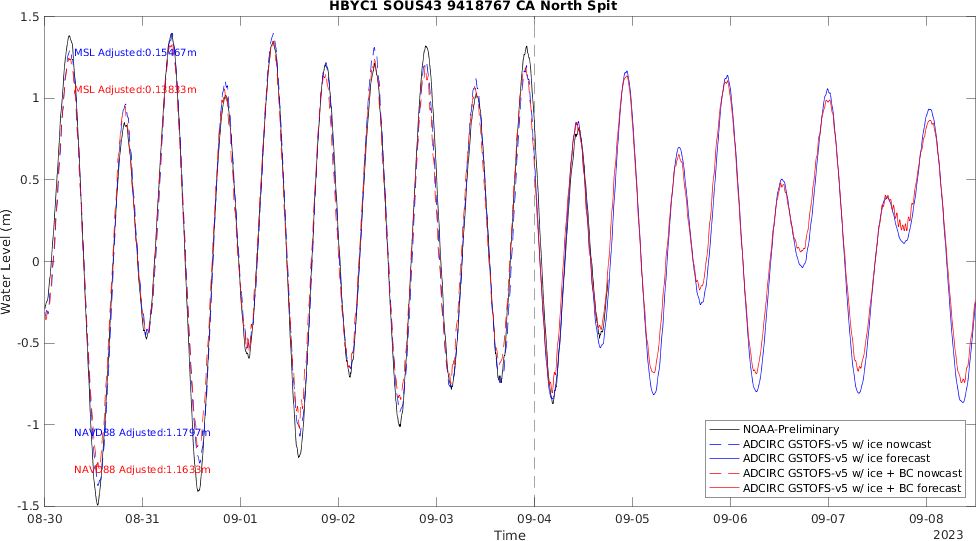 HBYC1 SOUS43 9418767 CA North Spit
1.5
1
0.5
0
-0.5
-1
-1.5
Water Level (m)
MSL Adjusted:0.15467m
MSL Adjusted:0.13833m
NAVD88 Adjusted:1.1797m
NAVD88 Adjusted:1.1633m
NOAA-Preliminary
ADCIRC GSTOFS-v5 w/ ice nowcast
ADCIRC GSTOFS-v5 w/ ice forecast
ADCIRC GSTOFS-v5 w/ ice + BC nowcast
ADCIRC GSTOFS-v5 w/ ice + BC forecast
08-30 08-31 09-01 09-02 09-03 09-04 09-05 09-06 09-07 09-08
Time
2023